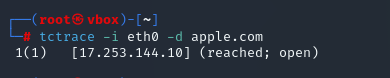 ┌──(root㉿vbox)-[~]
└─# tctrace -i eth0 -d apple.com
1(1)   [17.253.144.10] (reached; open)